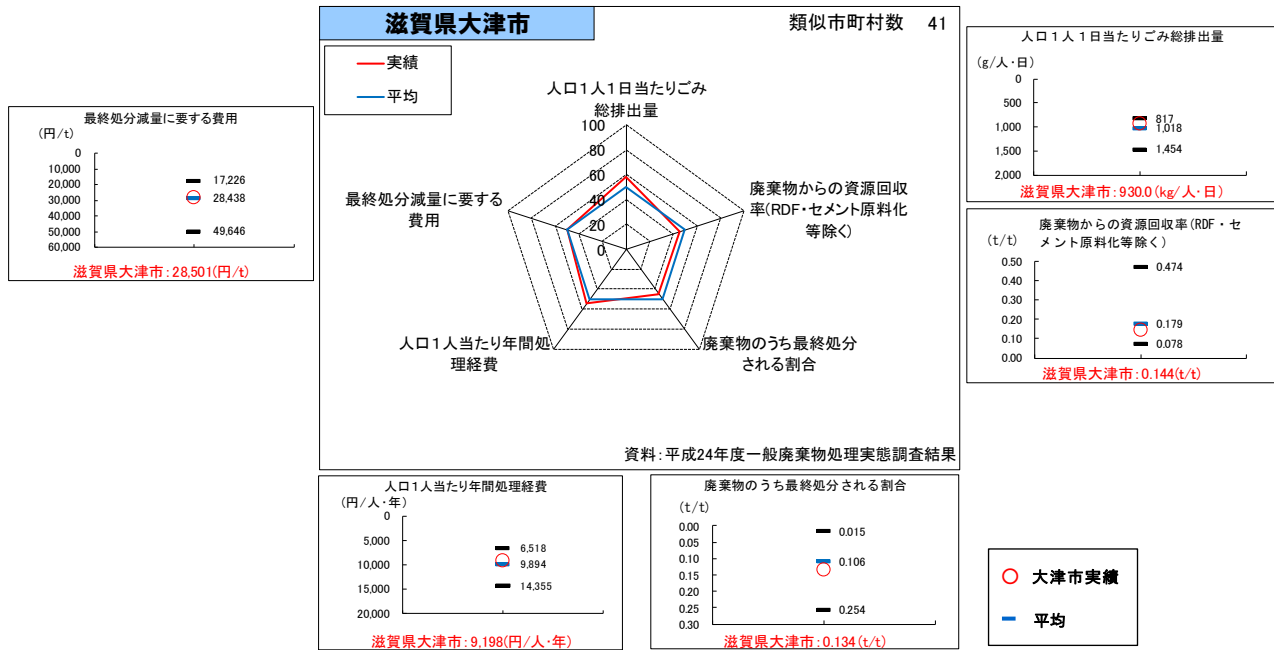 滋賀県大津市
類似市町村数 41
実績
平均
人口1人1日当たりごみ
総排出量
100
80
60
40
20
0
廃棄物からの資源回収
率(RDF・セメント原料化
等除く)
廃棄物のうち最終処分
される割合
人口1人当たり年間処
理経費
最終処分減量に要する
費用
資料:平成24年度一般廃棄物処理実態調査結果
最終処分減量に要する費用
(円/t)
0
10,000
20,000
30,000
40,000
50,000
60,000
17,226
28,438
49,646
滋賀県大津市:28,501(円/t)
人口1人1日当たりごみ総排出量
(g/人・日)
0
500
1,000
1,500
2,000
817
1,018
1,454
滋賀県大津市:930.0(kg/人・日)
廃棄物からの資源回収率(RDF・セ
メント原料化等除く)
(t/t)
0.50
0.40
0.30
0.20
0.10
0.00
0.474
0.179
0.078
滋賀県大津市:0.144(t/t)
人口1人当たり年間処理経費
(円/人・年)
0
5,000
10,000
15,000
20,000
6,518
9,894
14,355
滋賀県大津市:9,198(円/人・年)
廃棄物のうち最終処分される割合
(t/t)
0.00
0.05
0.10
0.15
0.20
0.25
0.30
0.015
0.106
0.254
滋賀県大津市:0.134(t/t)
大津市実績
平均